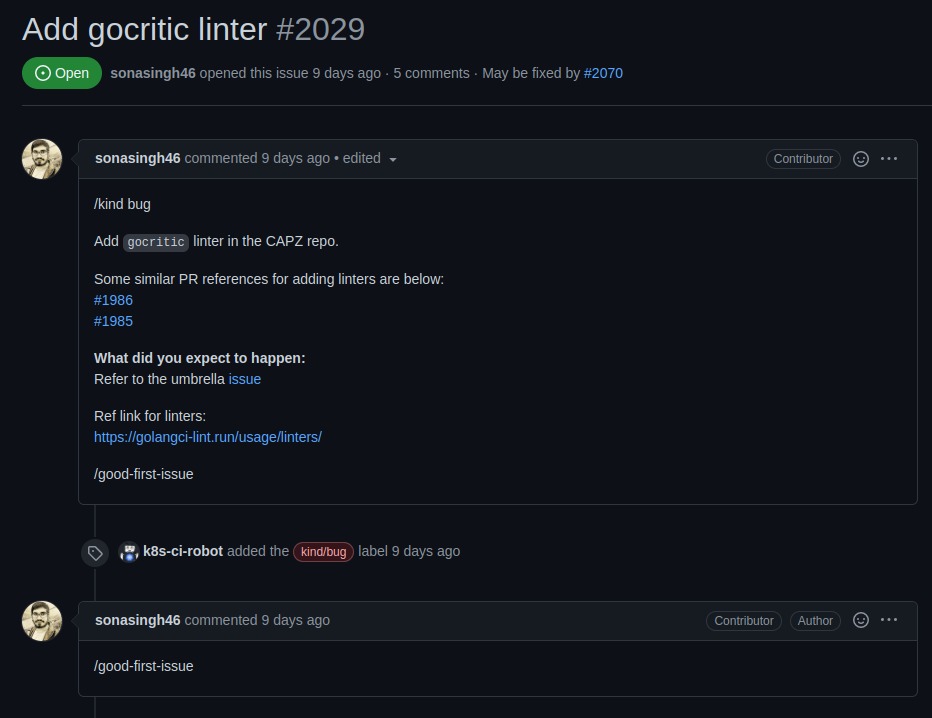 Add gocritic linter #2029
Open sonasingh46 opened this issue 9 days ago · 5 comments · May be fixed by #2070
sonasingh46 commented 9 days ago • edited Contributor
/kind bug
Add gocritic linter in the CAPZ repo.
Some similar PR references for adding linters are below:
#1986
#1985
What did you expect to happen:
Refer to the umbrella issue
Ref link for linters:
https://golangci-lint.run/usage/linters/
/good-first-issue
k8s-ci-robot added the kind/bug label 9 days ago
sonasingh46 commented 9 days ago Contributor Author
/good-first-issue